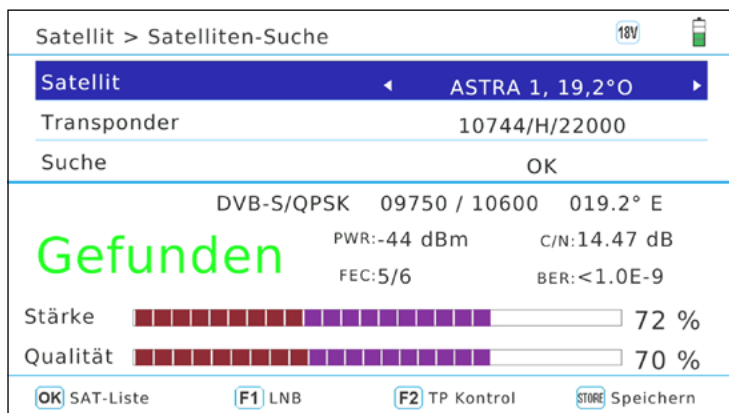 Satellit > Satelliten-Suche 18V
Satellit ASTRA 1, 19,2°O
Transponder 10744/H/22000
Suche OK
DVB-S/QPSK 09750 / 10600 019.2° E
Gefunden
PWR:-44 dBm C/N:14.47 dB
FEC:5/6 BER:<1.0E-9
Stärke 72 %
Qualität 70 %
OK SAT-Liste F1 LNB F2 TP Kontrol STORE Speichern